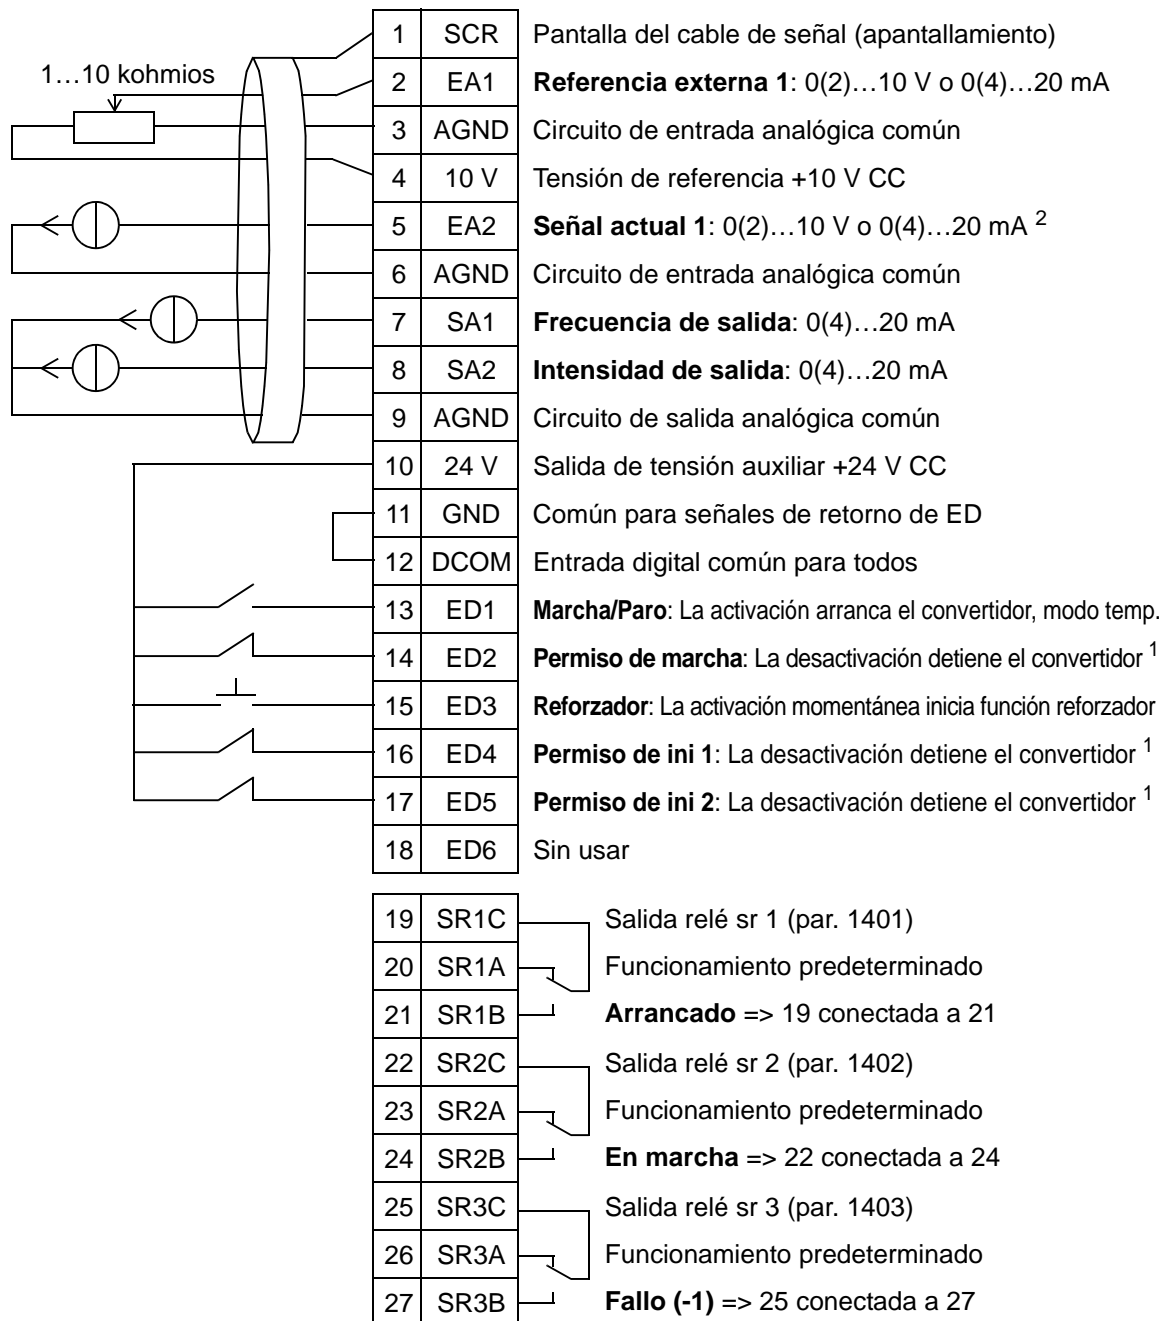 1 SCR Pantalla del cable de señal (apantallamiento)
1…10 kohmios
2 EA1 Referencia externa 1: 0(2)…10 V o 0(4)…20 mA
3 AGND Circuito de entrada analógica común
4 10 V Tensión de referencia +10 V CC
5 EA2 Señal actual 1: 0(2)…10 V o 0(4)…20 mA 2
6 AGND Circuito de entrada analógica común
7 SA1 Frecuencia de salida: 0(4)…20 mA
8 SA2 Intensidad de salida: 0(4)…20 mA
9 AGND Circuito de salida analógica común
10 24 V Salida de tensión auxiliar +24 V CC
11 GND Común para señales de retorno de ED
12 DCOM Entrada digital común para todos
13 ED1 Marcha/Paro: La activación arranca el convertidor, modo temp.
14 ED2 Permiso de marcha: La desactivación detiene el convertidor 1
15 ED3 Reforzador: La activación momentánea inicia función reforzador
16 ED4 Permiso de ini 1: La desactivación detiene el convertidor 1
17 ED5 Permiso de ini 2: La desactivación detiene el convertidor 1
18 ED6 Sin usar
19 SR1C Salida relé sr 1 (par. 1401)
20 SR1A Funcionamiento predeterminado
21 SR1B Arrancado => 19 conectada a 21
22 SR2C Salida relé sr 2 (par. 1402)
23 SR2A Funcionamiento predeterminado
24 SR2B En marcha => 22 conectada a 24
25 SR3C Salida relé sr 3 (par. 1403)
26 SR3A Funcionamiento predeterminado
27 SR3B Fallo (-1) => 25 conectada a 27